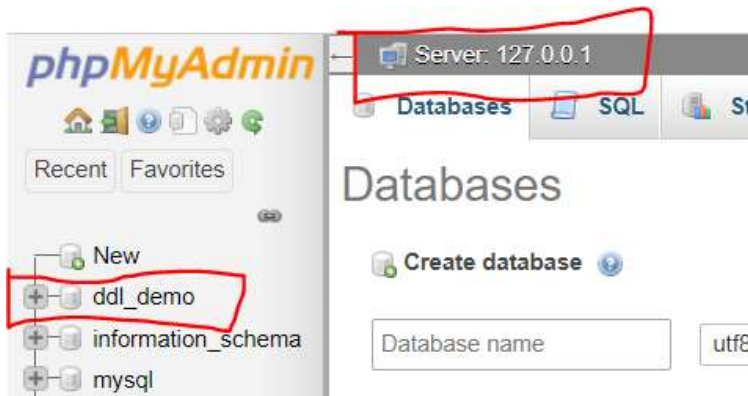 phpMyAdmin
Recent Favorites
New
ddl_demo
information_schema
mysql
Server: 127.0.0.1
Databases SQL St
Databases
Create database
Database name utf8